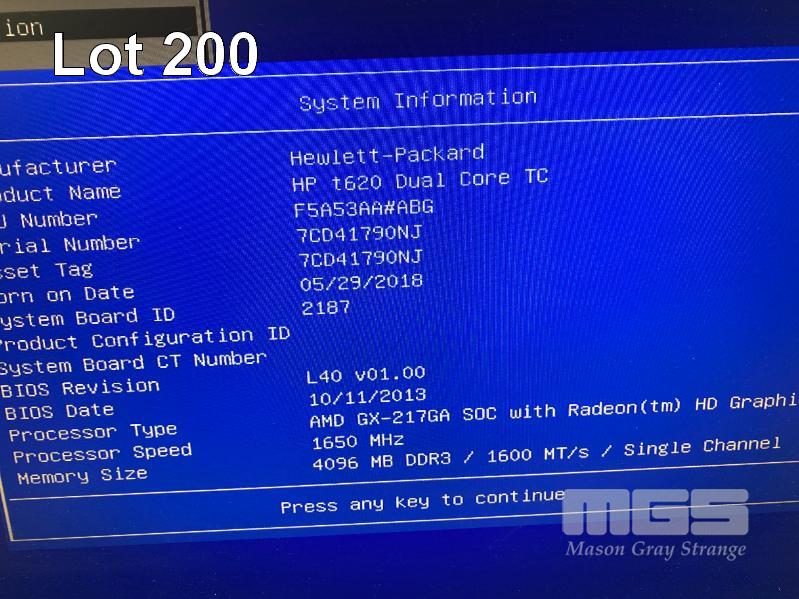 ion
Lot 200
System Information
ufacturer Hewlett-Packard
duct Name HP t620 Dual Core TC
U Number F5A53AA#ABG
rial Number 7CD41790NJ
sset Tag 7CD41790NJ
orn on Date 05/29/2018
ystem Board ID 2187
Product Configuration ID
System Board CT Number
BIOS Revision L40 v01.00
BIOS Date 10/11/2013
Processor Type AMD GX-217GA SOC with Radeon(tm) HD Graphi
Processor Speed 1650 MHz
Memory Size 4096 MB DDR3 / 1600 MT/s / Single Channel
Press any key to continue
MGS
Mason Gray Strange